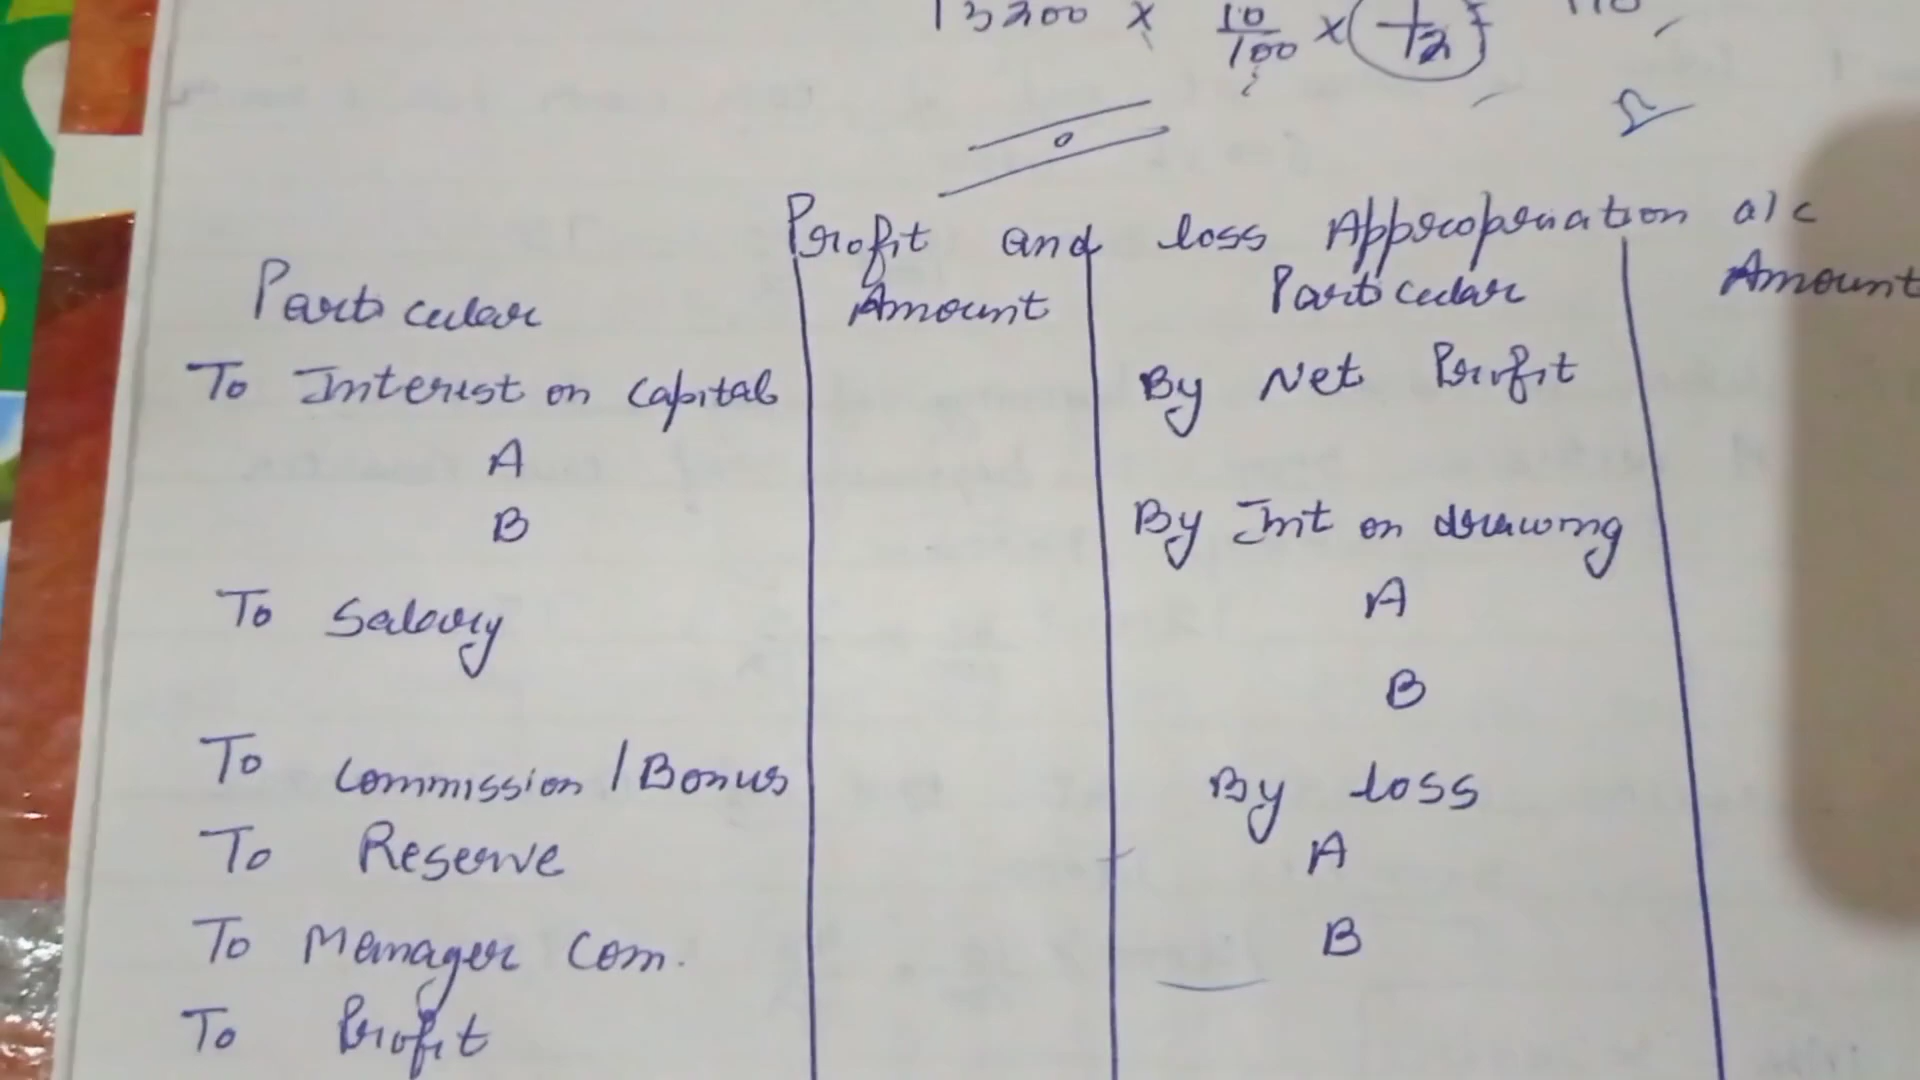 13200 × 10/100 × 1/12 =
Profit and loss Appropriation a/c
Particular Amount Particular Amount
To Interest on capital By Net Profit
A
B By Int on drawing
To Salary A
B
To Commission / Bonus By loss
To Reserve A
To Manager Com. B
To Profit